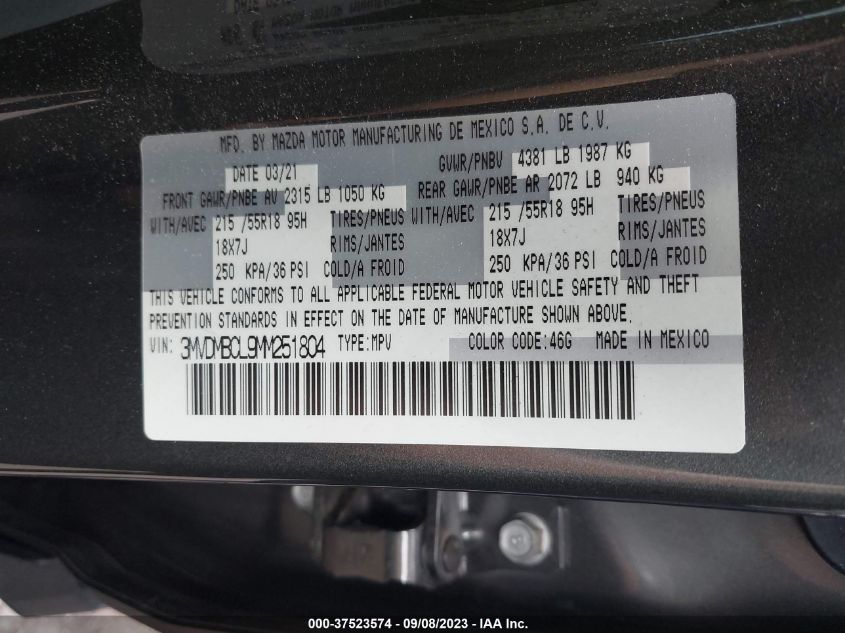 MFD. BY MAZDA MOTOR MANUFACTURING DE MEXICO S.A. DE C.V.
DATE 03/21 GVWR/PNBV 4381 LB 1987 KG
FRONT GAWR/PNBE AV 2315 LB 1050 KG REAR GAWR/PNBE AR 2072 LB 940 KG
WITH/AVEC 215 /55R18 95H TIRES/PNEUS WITH/AVEC 215 /55R18 95H TIRES/PNEUS
18X7J RIMS/JANTES 18X7J RIMS/JANTES
250 KPA/36 PSI COLD/A FROID 250 KPA/36 PSI COLD/A FROID
THIS VEHICLE CONFORMS TO ALL APPLICABLE FEDERAL MOTOR VEHICLE SAFETY AND THEFT
PREVENTION STANDARDS IN EFFECT ON THE DATE OF MANUFACTURE SHOWN ABOVE.
VIN: 3MVDMBCL9MM251804 TYPE:MPV COLOR CODE:46G MADE IN MEXICO
000-37523574 - 09/08/2023 - IAA Inc.